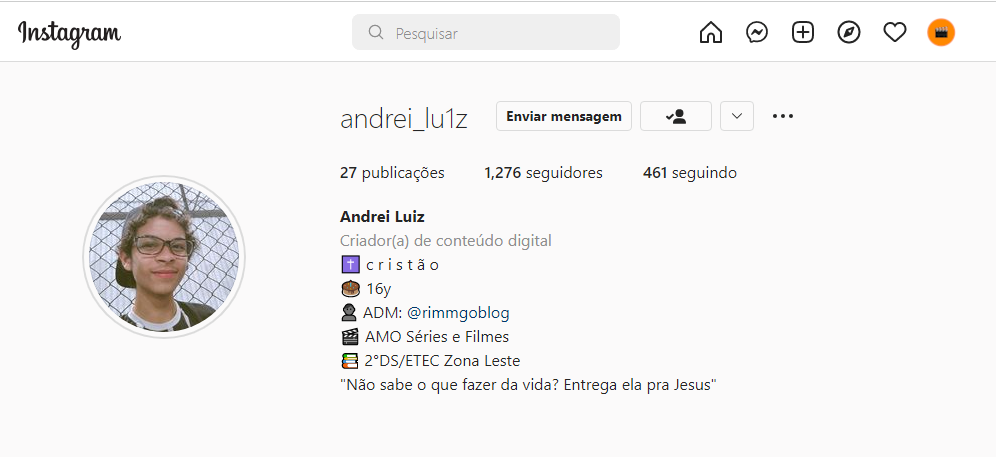 Instagram
Pesquisar
andrei_lu1z
Enviar mensagem
27 publicações 1,276 seguidores 461 seguindo
Andrei Luiz
Criador(a) de conteúdo digital
✝️ c r i s t ã o
🎂 16y
👤 ADM: @rimmgoblog
🎬 AMO Séries e Filmes
📚 2°DS/ETEC Zona Leste
"Não sabe o que fazer da vida? Entrega ela pra Jesus"